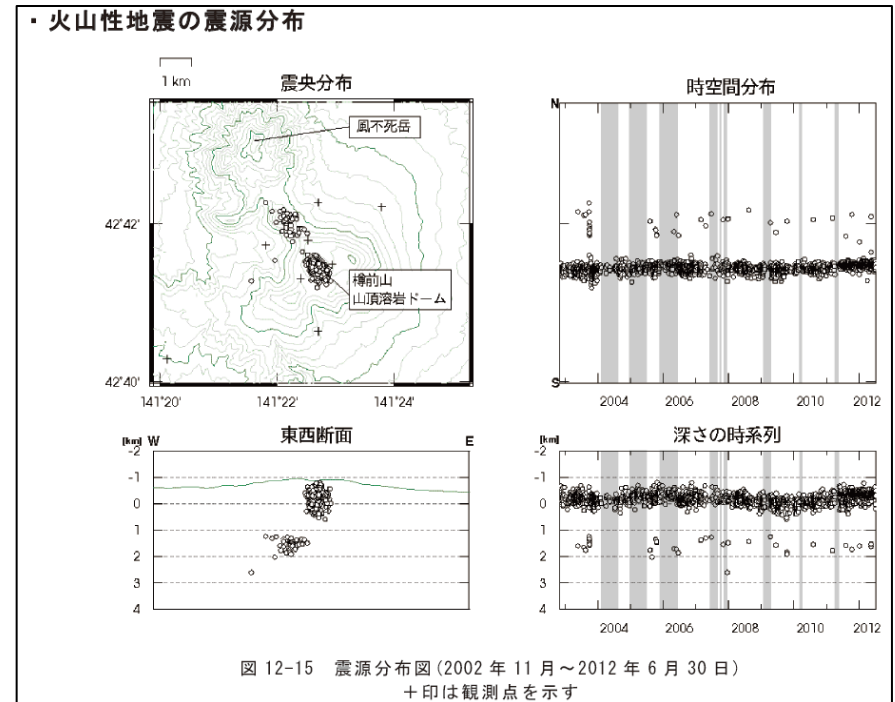 ・火山性地震の震源分布
1 km
震央分布
時空間分布
風不死岳
N
42°42'
樽前山
山頂溶岩ドーム
42°40'
S
141°20' 141°22' 141°24'
2004 2006 2008 2010 2012
[km] W 東西断面 E
[km] 深さの時系列
-2 -2
-1 -1
0 0
1 1
2 2
3 3
4 4
2004 2006 2008 2010 2012
図 12-15 震源分布図(2002 年 11 月～2012 年 6 月 30 日)
＋印は観測点を示す